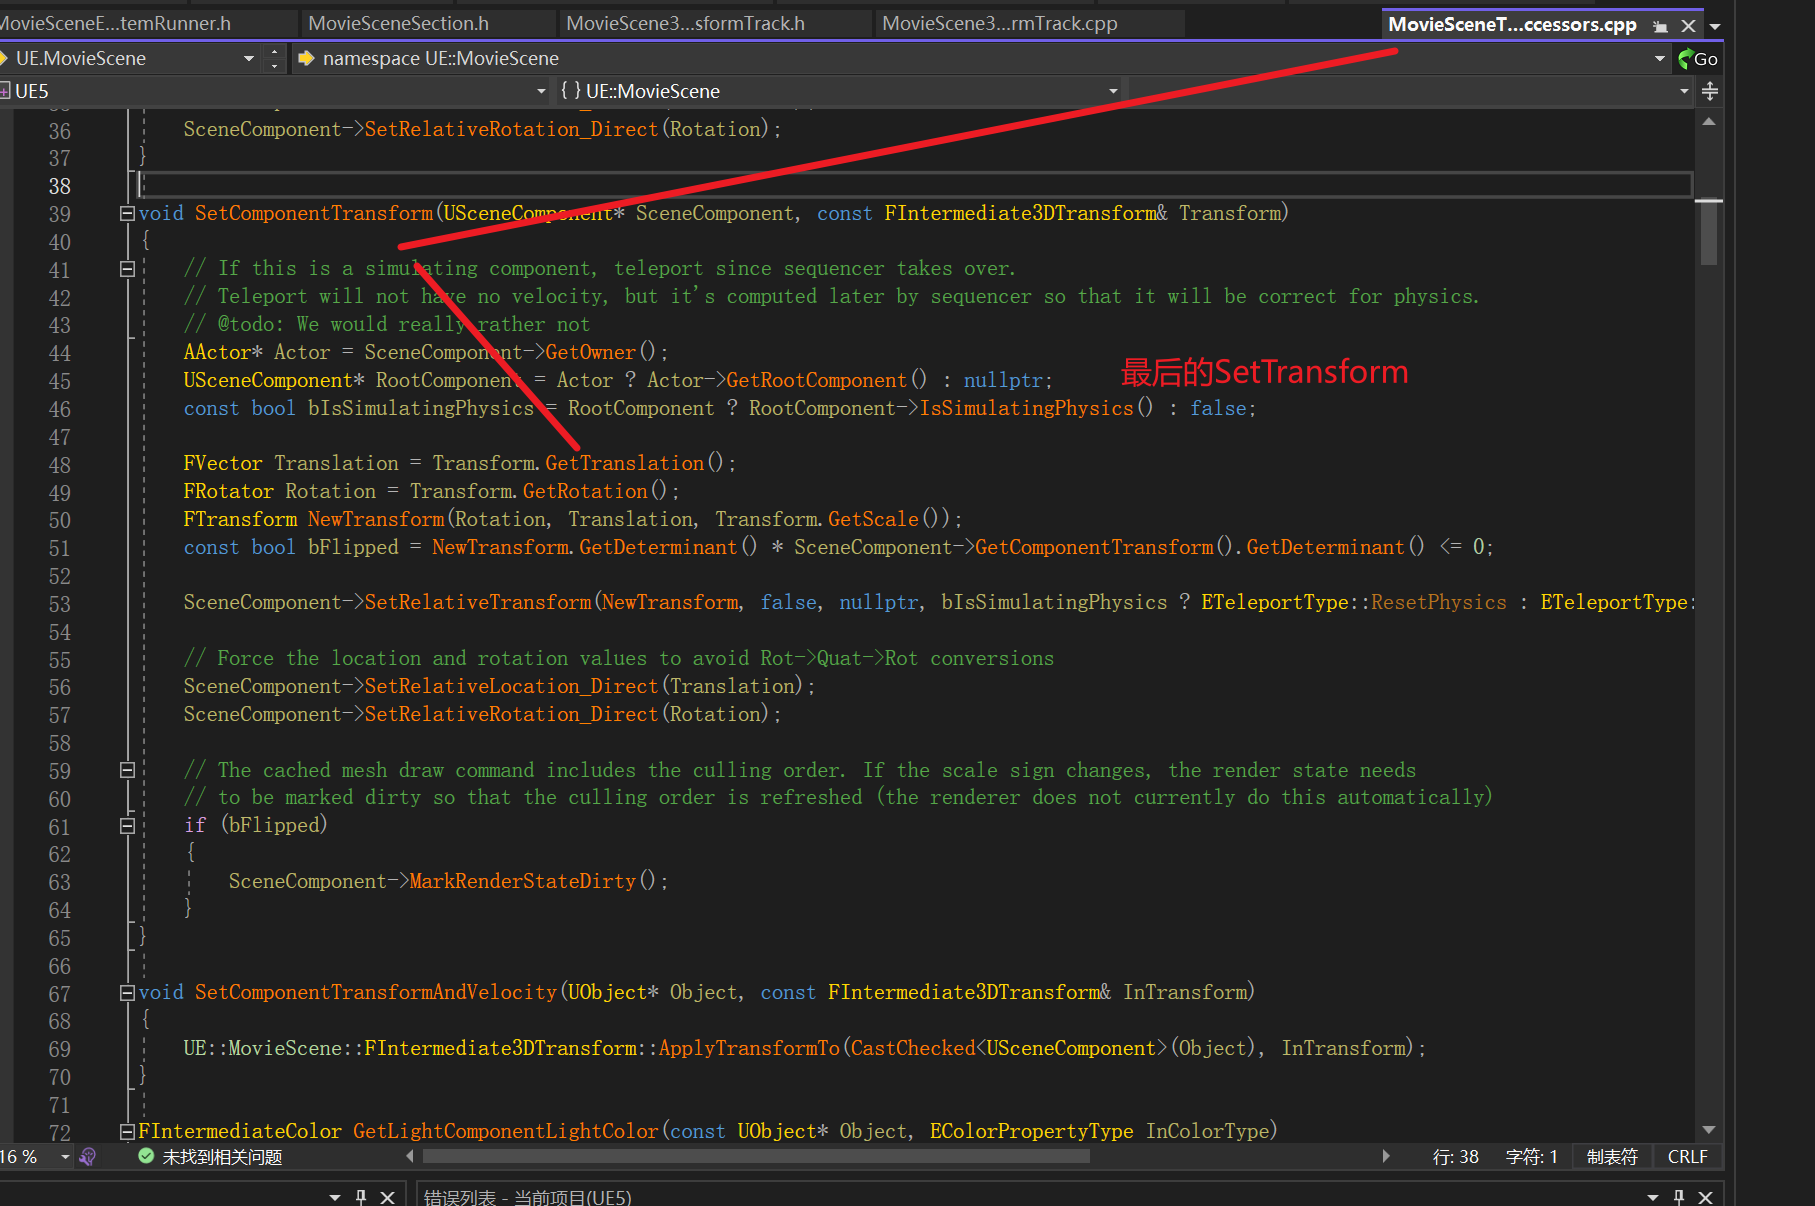 MovieSceneE...temRunner.h MovieSceneSection.h MovieScene3...sformTrack.h MovieScene3...rmTrack.cpp MovieSceneT...ccessors.cpp
UE.MovieScene namespace UE::MovieScene Go
UE5 { } UE::MovieScene
36 SceneComponent->SetRelativeRotation_Direct(Rotation);
37 }
38
39 void SetComponentTransform(USceneComponent* SceneComponent, const FIntermediate3DTransform& Transform)
40 {
41 // If this is a simulating component, teleport since sequencer takes over.
42 // Teleport will not have no velocity, but it's computed later by sequencer so that it will be correct for physics.
43 // @todo: We would really rather not
44 AActor* Actor = SceneComponent->GetOwner();
45 USceneComponent* RootComponent = Actor ? Actor->GetRootComponent() : nullptr;
最后的SetTransform
46 const bool bIsSimulatingPhysics = RootComponent ? RootComponent->IsSimulatingPhysics() : false;
47
48 FVector Translation = Transform.GetTranslation();
49 FRotator Rotation = Transform.GetRotation();
50 FTransform NewTransform(Rotation, Translation, Transform.GetScale());
51 const bool bFlipped = NewTransform.GetDeterminant() * SceneComponent->GetComponentTransform().GetDeterminant() <= 0;
52
53 SceneComponent->SetRelativeTransform(NewTransform, false, nullptr, bIsSimulatingPhysics ? ETeleportType::ResetPhysics : ETeleportType:
54
55 // Force the location and rotation values to avoid Rot->Quat->Rot conversions
56 SceneComponent->SetRelativeLocation_Direct(Translation);
57 SceneComponent->SetRelativeRotation_Direct(Rotation);
58
59 // The cached mesh draw command includes the culling order. If the scale sign changes, the render state needs
60 // to be marked dirty so that the culling order is refreshed (the renderer does not currently do this automatically)
61 if (bFlipped)
62 {
63 SceneComponent->MarkRenderStateDirty();
64 }
65 }
66
67 void SetComponentTransformAndVelocity(UObject* Object, const FIntermediate3DTransform& InTransform)
68 {
69 UE::MovieScene::FIntermediate3DTransform::ApplyTransformTo(CastChecked<USceneComponent>(Object), InTransform);
70 }
71
72 FIntermediateColor GetLightComponentLightColor(const UObject* Object, EColorPropertyType InColorType)
16 % 未找到相关问题 行: 38 字符: 1 制表符 CRLF
错误列表 - 当前项目(UE5)